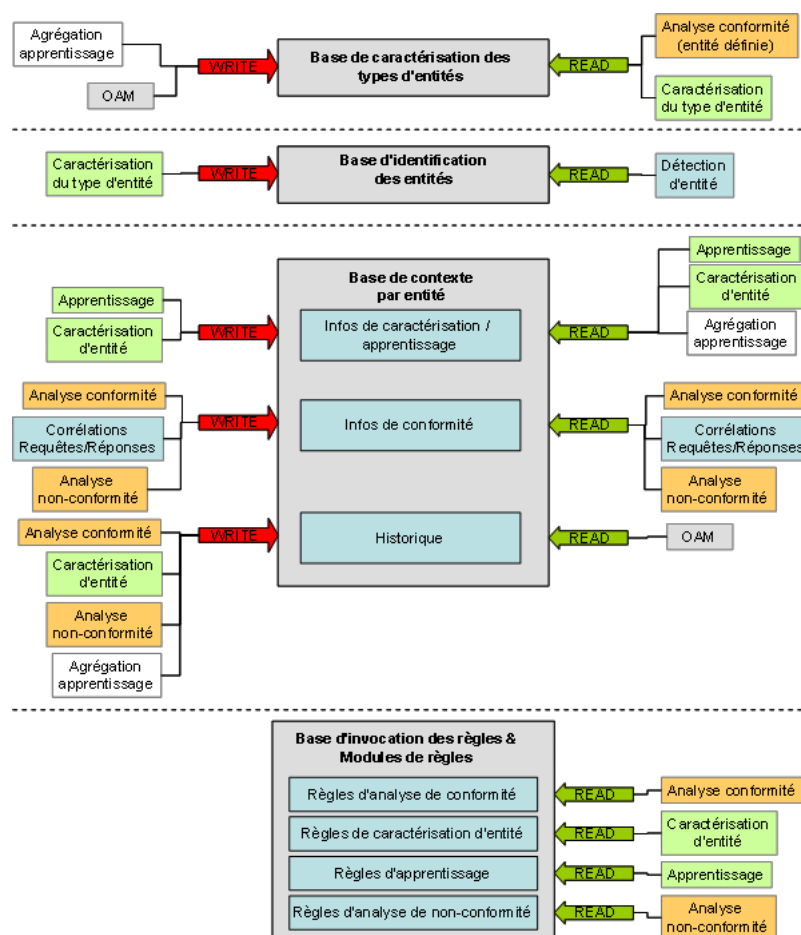 Agrégation
apprentissage
OAM
WRITE
Base de caractérisation des
types d'entités
READ
Analyse conformité
(entité définie)
Caractérisation
du type d'entité
Caractérisation
du type d'entité
WRITE
Base d'identification
des entités
READ
Détection
d'entité
Base de contexte
par entité
Apprentissage
Caractérisation
d'entité
WRITE
Infos de caractérisation /
apprentissage
READ
Apprentissage
Caractérisation
d'entité
Agrégation
apprentissage
Analyse conformité
Corrélations
Requêtes/Réponses
Analyse
non-conformité
WRITE
Infos de conformité
READ
Analyse conformité
Corrélations
Requêtes/Réponses
Analyse
non-conformité
Analyse conformité
Caractérisation
d'entité
Analyse
non-conformité
Agrégation
apprentissage
WRITE
Historique
READ
OAM
Base d'invocation des règles &
Modules de règles
Règles d'analyse de conformité
READ
Analyse conformité
Règles de caractérisation d'entité
READ
Caractérisation
d'entité
Règles d'apprentissage
READ
Apprentissage
Règles d'analyse de non-conformité
READ
Analyse
non-conformité